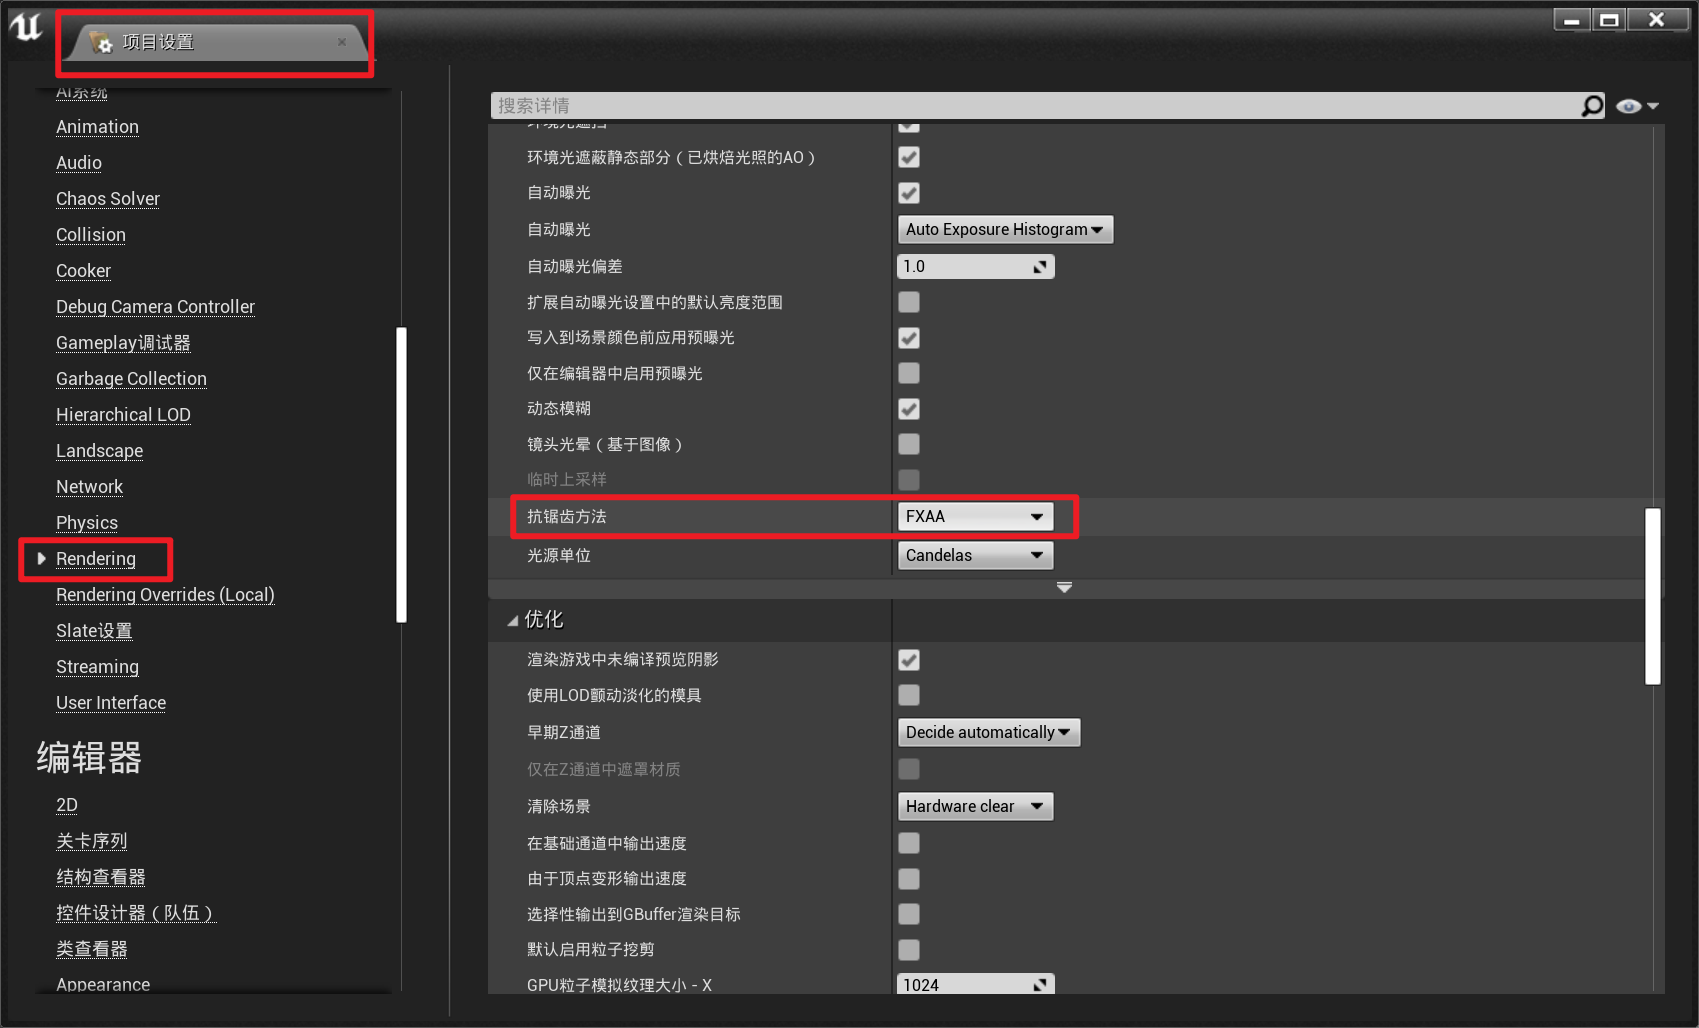 项目设置
AI系统
Animation
Audio
Chaos Solver
Collision
Cooker
Debug Camera Controller
Gameplay调试器
Garbage Collection
Hierarchical LOD
Landscape
Network
Physics
Rendering
Rendering Overrides (Local)
Slate设置
Streaming
User Interface
编辑器
2D
关卡序列
结构查看器
控件设计器（队伍）
类查看器
Appearance
搜索详情
环境光遮挡
环境光遮蔽静态部分（已烘焙光照的AO）
自动曝光
自动曝光 Auto Exposure Histogram
自动曝光偏差 1.0
扩展自动曝光设置中的默认亮度范围
写入到场景颜色前应用预曝光
仅在编辑器中启用预曝光
动态模糊
镜头光晕（基于图像）
临时上采样
抗锯齿方法 FXAA
光源单位 Candelas
优化
渲染游戏中未编译预览阴影
使用LOD颤动淡化的模具
早期Z通道 Decide automatically
仅在Z通道中遮罩材质
清除场景 Hardware clear
在基础通道中输出速度
由于顶点变形输出速度
选择性输出到GBuffer渲染目标
默认启用粒子挖剪
GPU粒子模拟纹理大小 - X 1024